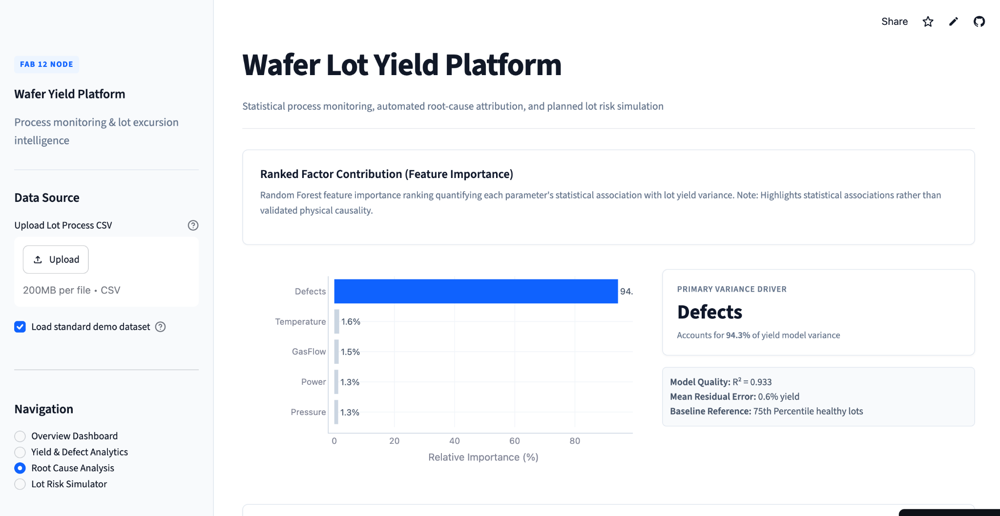 Share
FAB 12 NODE
Wafer Yield Platform
Process monitoring & lot excursion
intelligence
Data Source
Upload Lot Process CSV
Upload
200MB per file • CSV
Load standard demo dataset
Navigation
Overview Dashboard
Yield & Defect Analytics
Root Cause Analysis
Lot Risk Simulator
Wafer Lot Yield Platform
Statistical process monitoring, automated root-cause attribution, and planned lot risk simulation
Ranked Factor Contribution (Feature Importance)
Random Forest feature importance ranking quantifying each parameter's statistical association with lot yield variance. Note: Highlights statistical associations rather than
validated physical causality.
Defects 94.
Temperature 1.6%
GasFlow 1.5%
Power 1.3%
Pressure 1.3%
0 20 40 60 80
Relative Importance (%)
PRIMARY VARIANCE DRIVER
Defects
Accounts for 94.3% of yield model variance
Model Quality: R² = 0.933
Mean Residual Error: 0.6% yield
Baseline Reference: 75th Percentile healthy lots